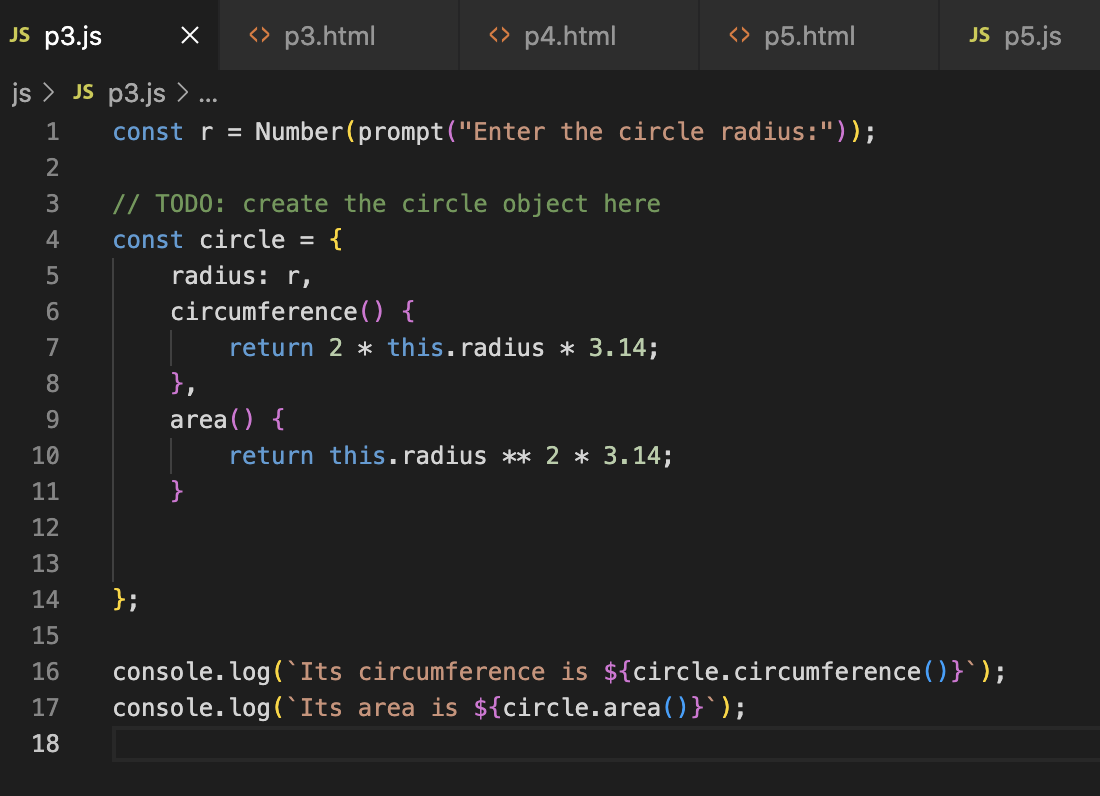 JS p3.js × <> p3.html <> p4.html <> p5.html JS p5.js
js > JS p3.js > ...
1 const r = Number(prompt("Enter the circle radius:"));
2
3 // TODO: create the circle object here
4 const circle = {
5     radius: r,
6     circumference() {
7         return 2 * this.radius * 3.14;
8     },
9     area() {
10         return this.radius ** 2 * 3.14;
11     }
12
13
14 };
15
16 console.log(`Its circumference is ${circle.circumference()}`);
17 console.log(`Its area is ${circle.area()}`);
18